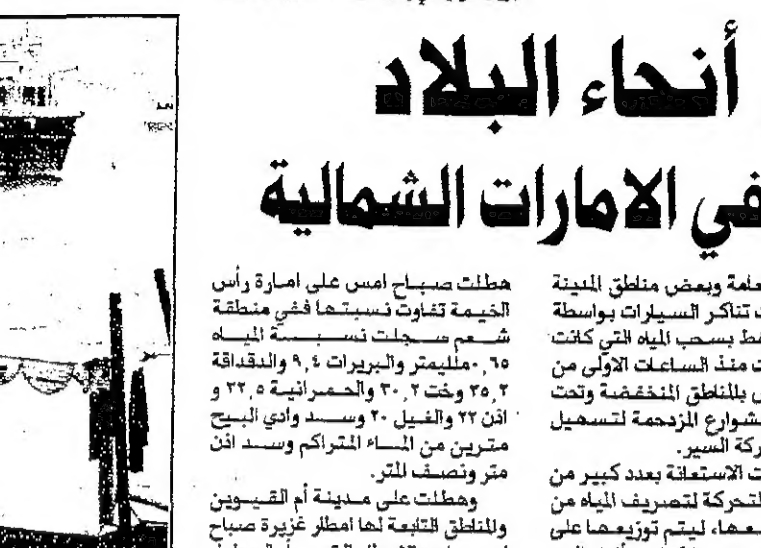 أنحاء البلاد
في الامارات الشمالية
عامة وبعض مناطق المدينة
تناكر السيارات بواسطة
بسحب المياه التي كانت
منذ الساعات الاولى من
بالمناطق المنخفضة وتحت
الشوارع المزدحمة لتسهيل
حركة السير.
الاستعانة بعدد كبير من
المتحركة لتصريف المياه من
ليتم توزيعها على
هطلت صباح امس على امارة رأس
الخيمة تفاوت نسبتها ففي منطقة
شعم سجلت نسبة المياه
٦٥,٠ ملليمتر والبريرات ٩,٤ والدقداقة
٢٥,٢ وخت ٣٠,٢ والحمرانية ٢٢,٥ و
اذن ٢٢ والغيل ٢٠ وسد وادي البيح
مترين من الماء المتراكم وسد اذن
متر ونصف المتر.
وهطلت على مدينة أم القيوين
والمناطق التابعة لها امطار غزيرة صباح